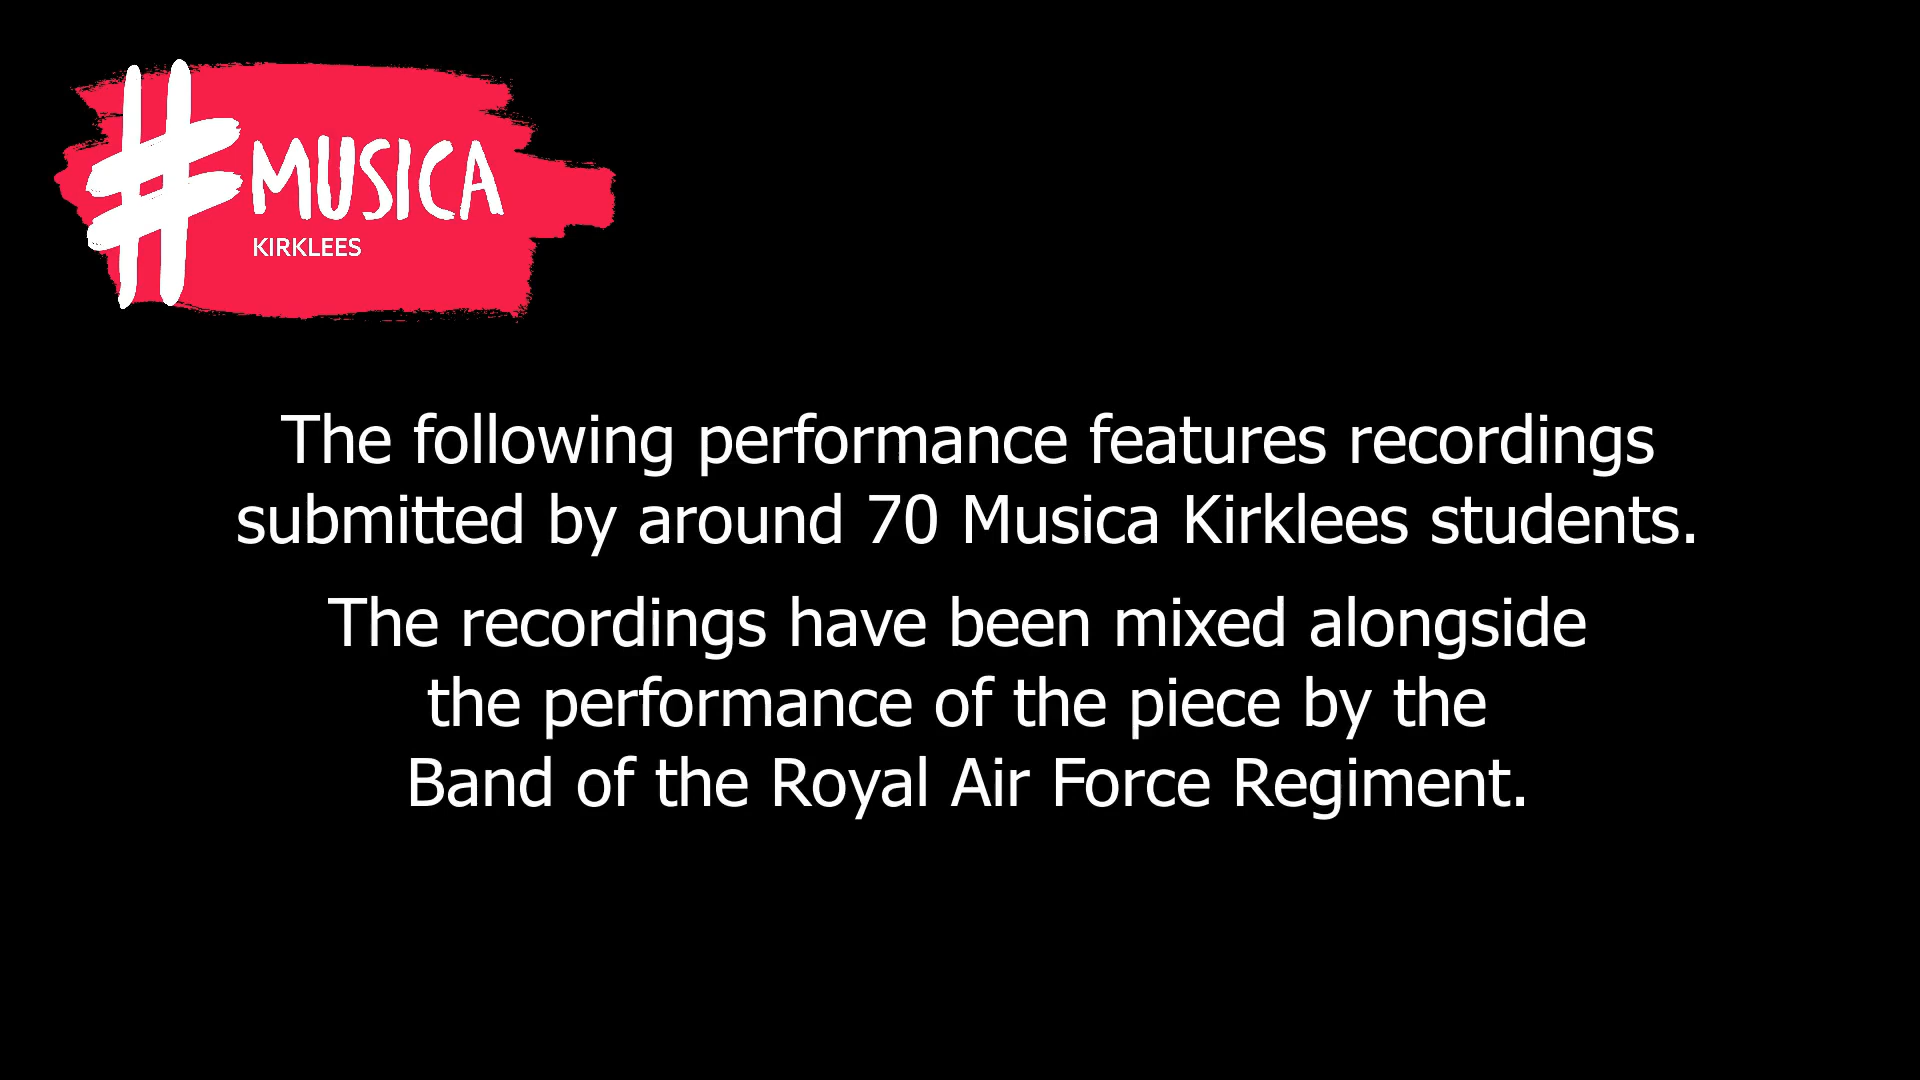 #MUSICA
KIRKLEES
The following performance features recordings
submitted by around 70 Musica Kirklees students.
The recordings have been mixed alongside
the performance of the piece by the
Band of the Royal Air Force Regiment.